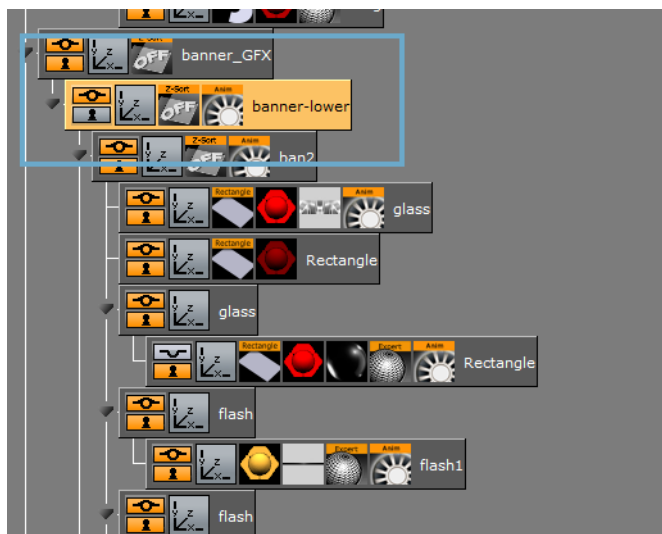 Z-Sort
OFF banner_GFX
Z-Sort Anim
OFF banner-lower
Z-Sort Anim
OFF ban2
Rectangle Anim
glass
Rectangle
Rectangle
glass
Rectangle Expert Anim
Rectangle
flash
Expert Anim
flash1
flash